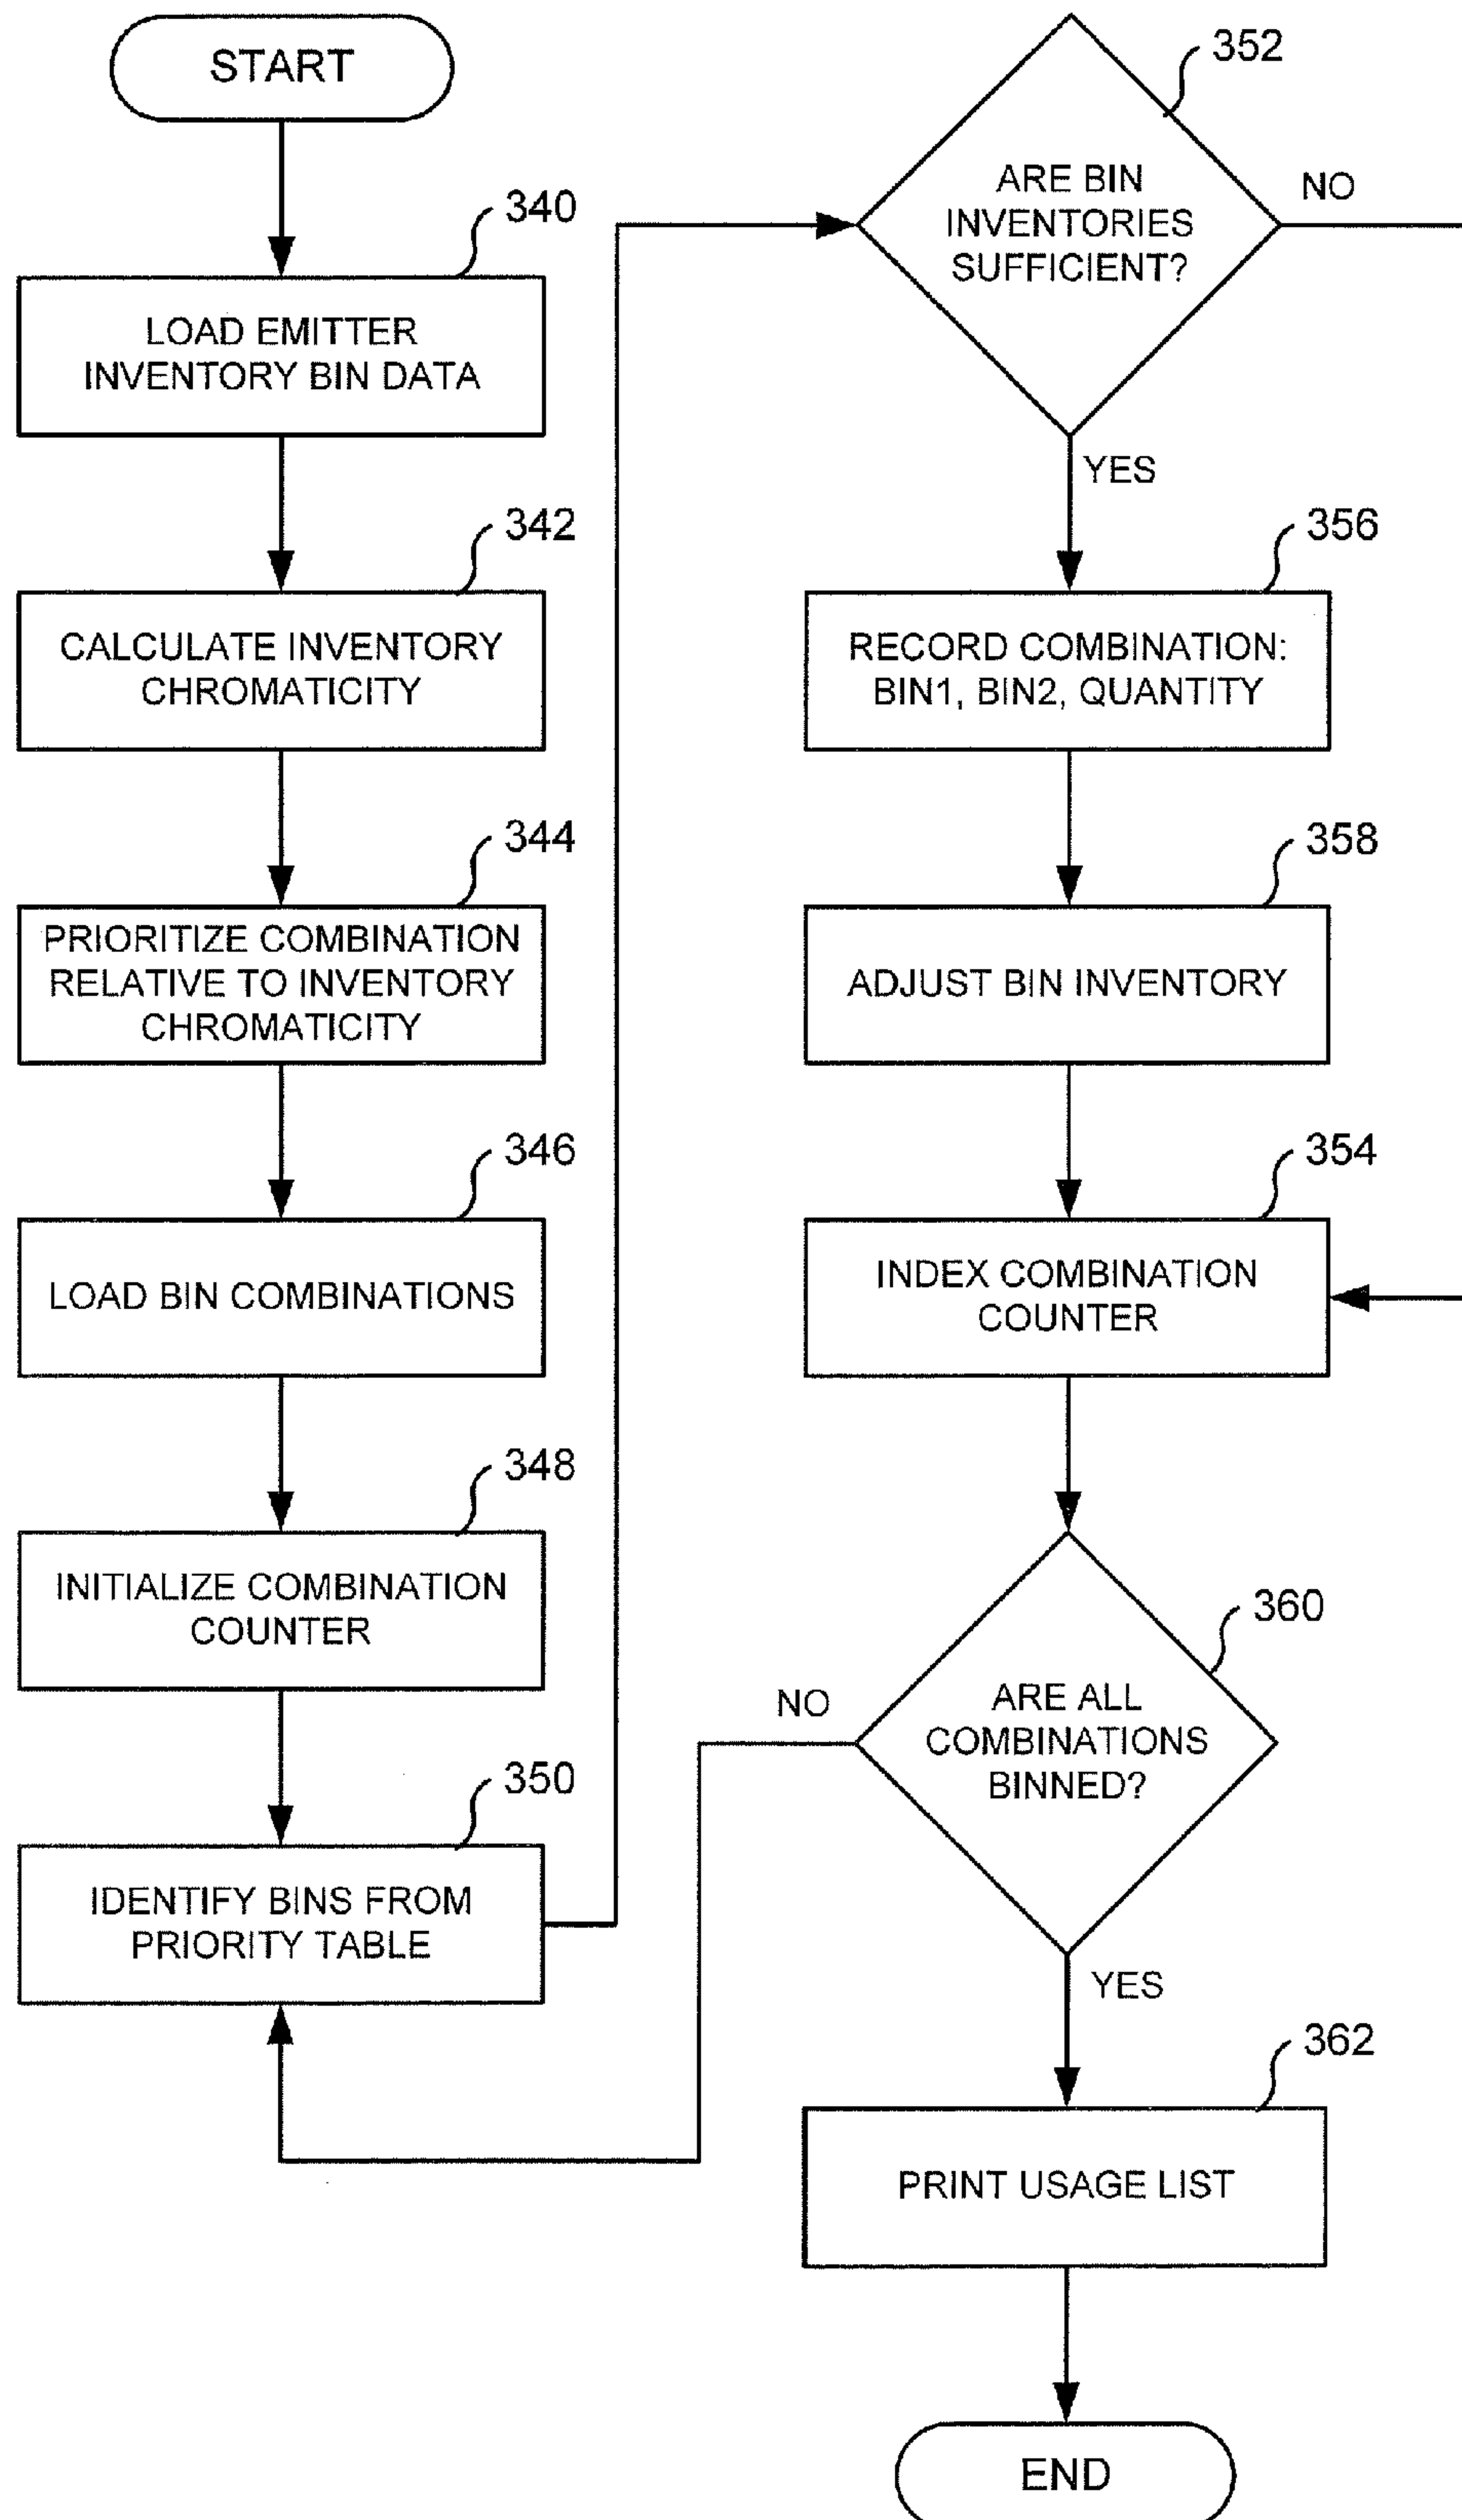 START
340
LOAD EMITTER
INVENTORY BIN DATA
342
CALCULATE INVENTORY
CHROMATICITY
344
PRIORITIZE COMBINATION
RELATIVE TO INVENTORY
CHROMATICITY
346
LOAD BIN COMBINATIONS
348
INITIALIZE COMBINATION
COUNTER
350
IDENTIFY BINS FROM
PRIORITY TABLE
352
ARE BIN
INVENTORIES
SUFFICIENT?
NO
YES
356
RECORD COMBINATION:
BIN1, BIN2, QUANTITY
358
ADJUST BIN INVENTORY
354
INDEX COMBINATION
COUNTER
360
ARE ALL
COMBINATIONS
BINNED?
NO
YES
362
PRINT USAGE LIST
END